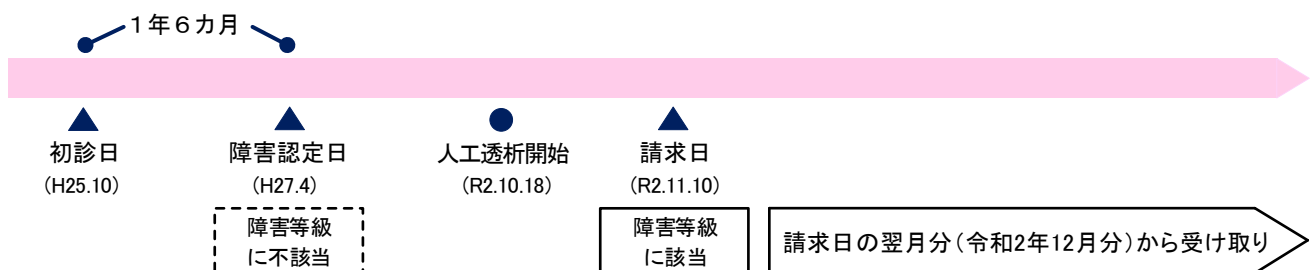 1年6カ月
初診日
(H25.10)
障害認定日
(H27.4)
人工透析開始
(R2.10.18)
請求日
(R2.11.10)
障害等級
に不該当
障害等級
に該当
請求日の翌月分(令和2年12月分)から受け取り